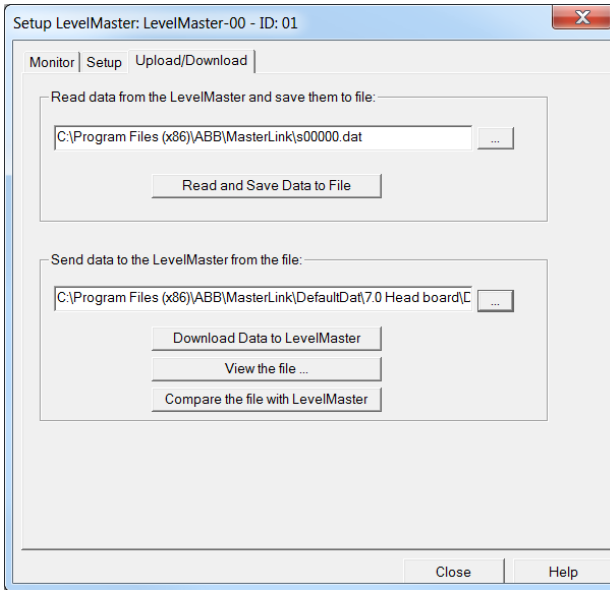 Setup LevelMaster: LevelMaster-00 - ID: 01
Monitor Setup Upload/Download
Read data from the LevelMaster and save them to file:
C:\Program Files (x86)\ABB\MasterLink\s00000.dat ...
Read and Save Data to File
Send data to the LevelMaster from the file:
C:\Program Files (x86)\ABB\MasterLink\DefaultDat\7.0 Head board\D ...
Download Data to LevelMaster
View the file ...
Compare the file with LevelMaster
Close Help